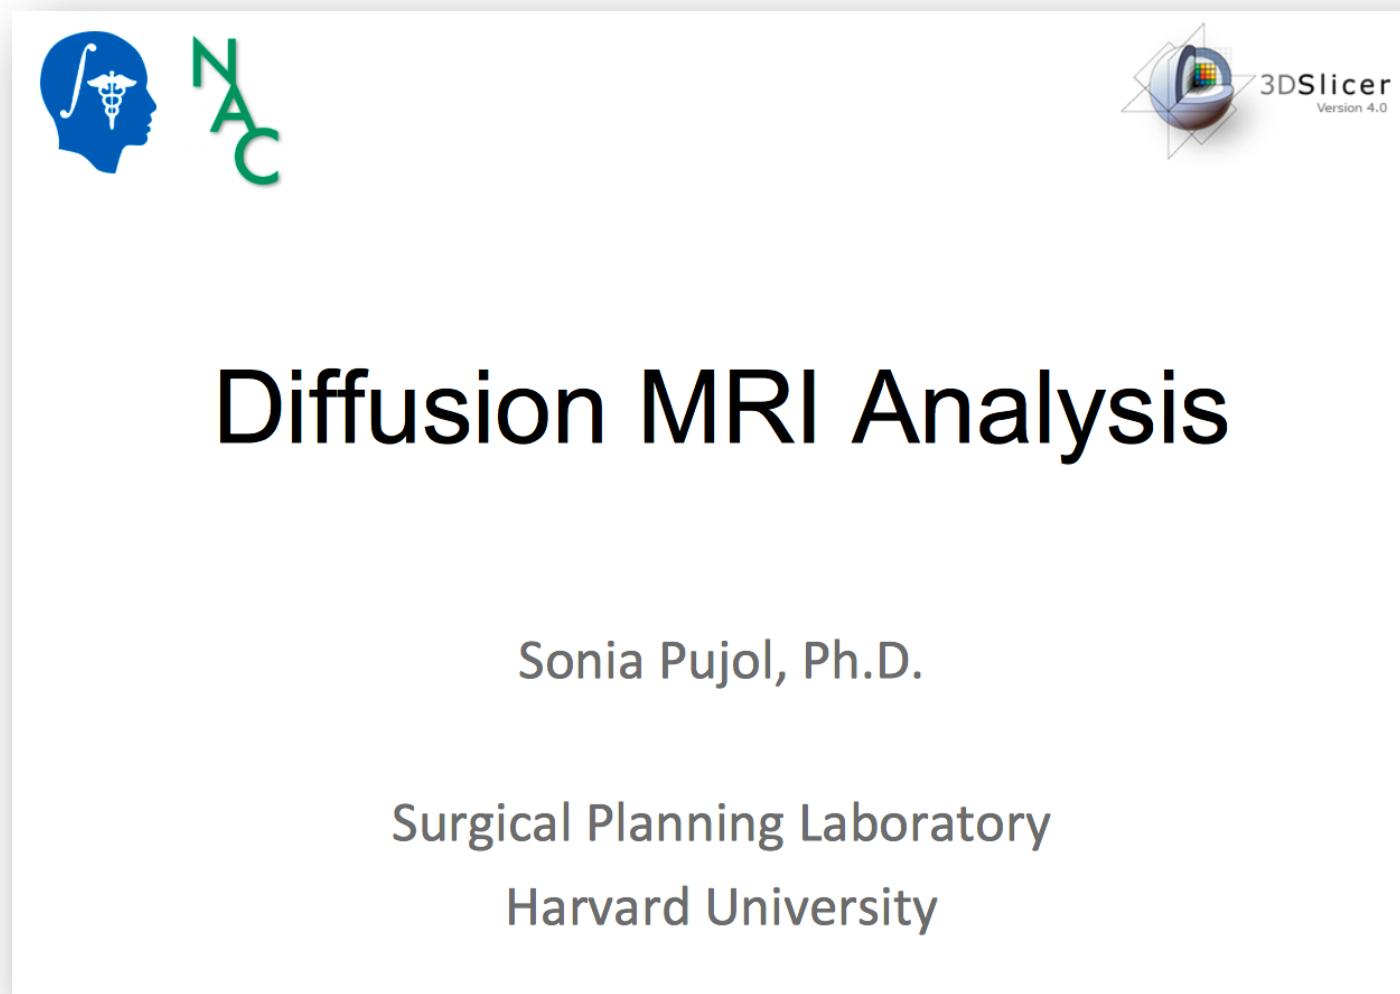 NAC
3DSlicer
Version 4.0
Diffusion MRI Analysis
Sonia Pujol, Ph.D.
Surgical Planning Laboratory
Harvard University